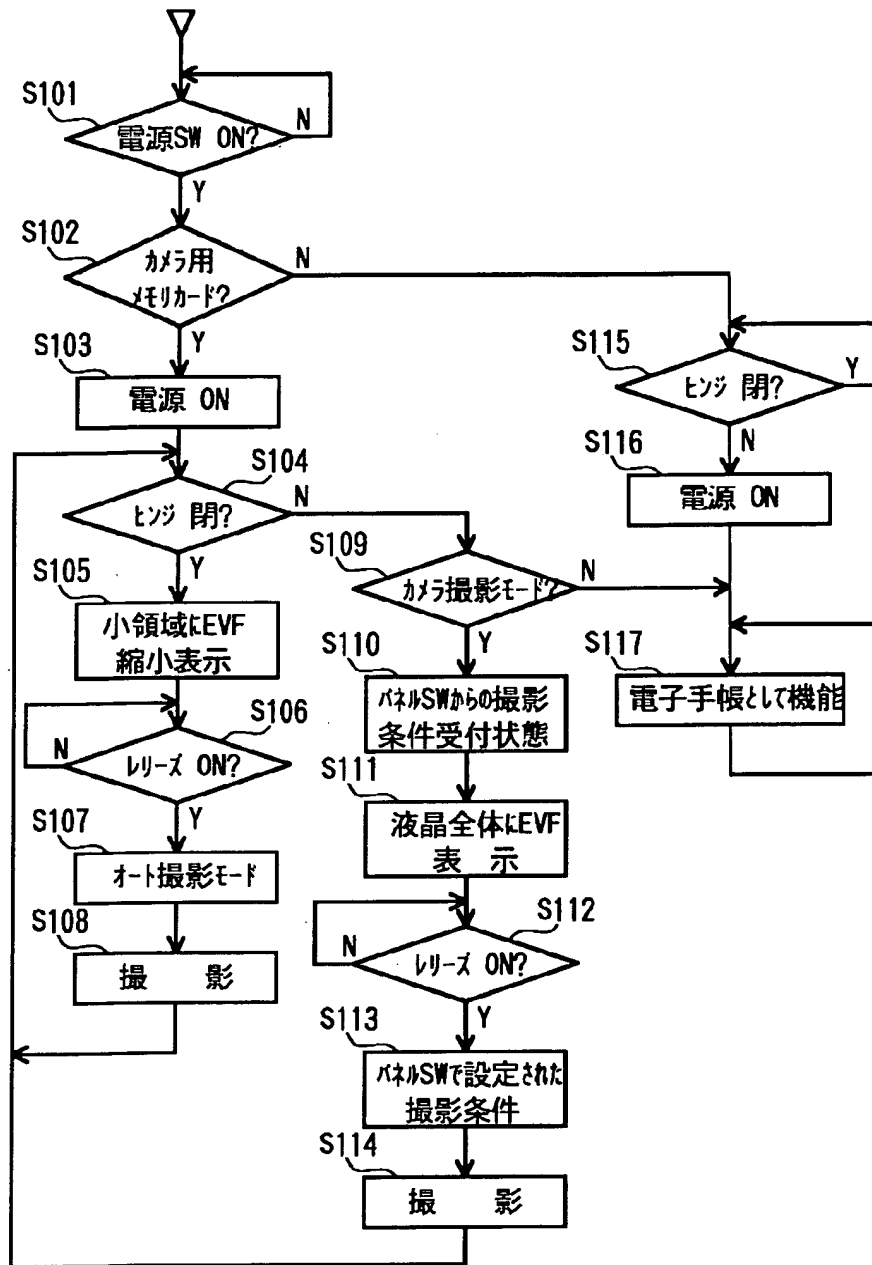 S101
電源SW ON?
N
Y
S102
カメラ用
メモリカード?
N
Y
S103
電源 ON
S104
ヒンジ 閉?
N
Y
S105
小領域にEVF
縮小表示
S106
レリーズ ON?
N
Y
S107
オート撮影モード
S108
撮 影
S109
カメラ撮影モード?
N
Y
S110
パネルSWからの撮影
条件受付状態
S111
液晶全体にEVF
表 示
S112
レリーズ ON?
N
Y
S113
パネルSWで設定された
撮影条件
S114
撮 影
S115
ヒンジ 閉?
Y
N
S116
電源 ON
S117
電子手帳として機能